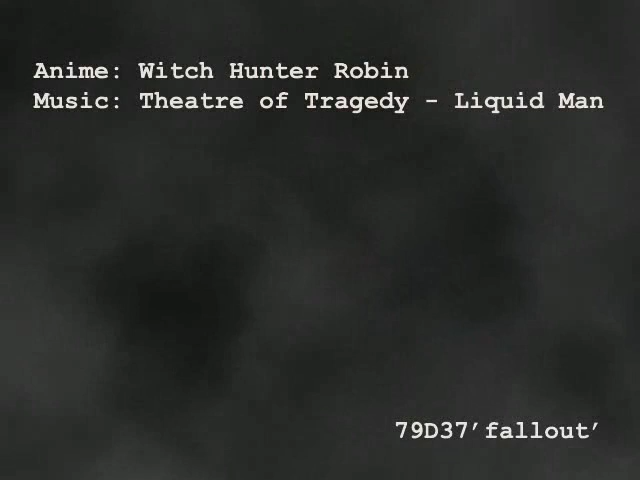 Anime: Witch Hunter Robin
Music: Theatre of Tragedy - Liquid Man
79D37'fallout'